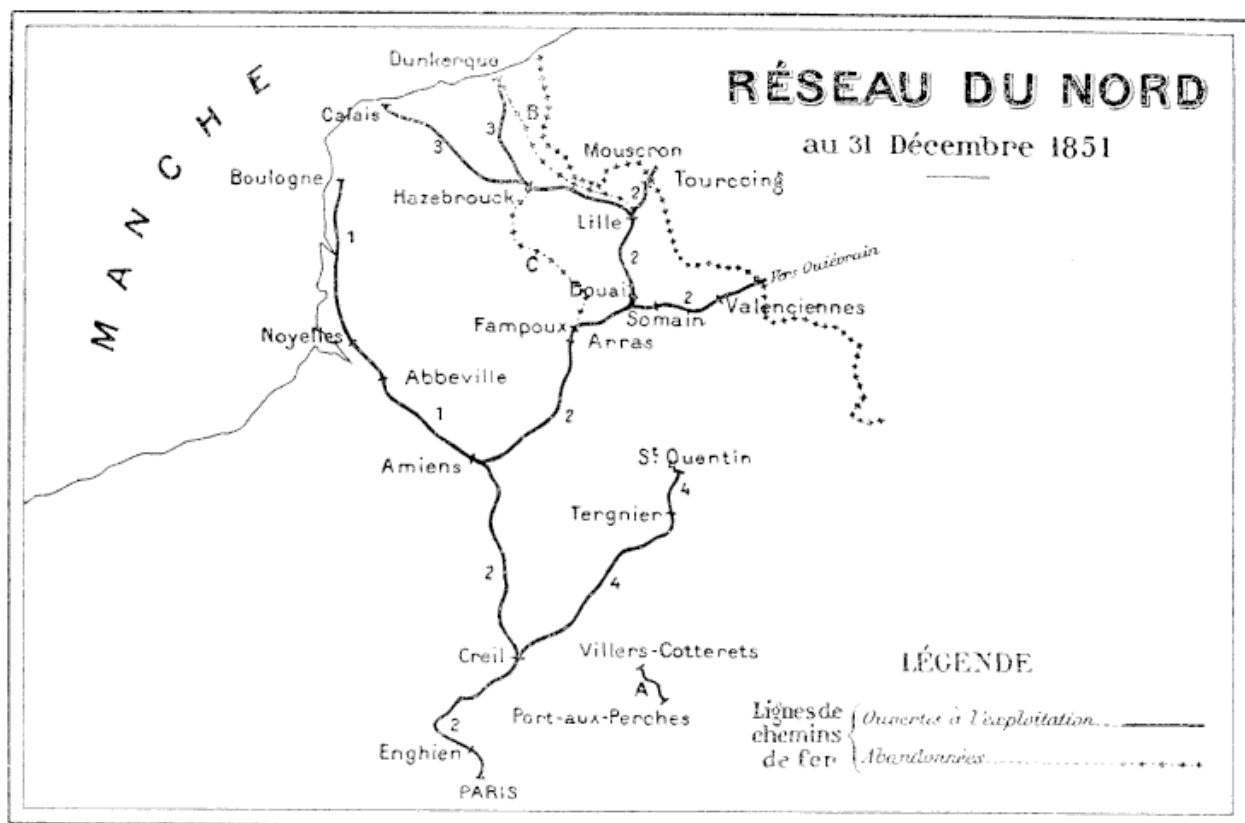 RÉSEAU DU NORD
au 31 Décembre 1851
MANCHE
Dunkerque
Calais
B
3
3
Mouscron
Boulogne
Tourcoing
Hazebrouck
2
Lille
1
C
2
Vers Quiévrain
Douai
2
Somain
Valenciennes
Noyelles
Fampoux
Arras
Abbeville
1
2
Amiens
St Quentin
4
Tergnier
2
4
Creil
Villers-Cotterets
A
Port-aux-Perches
2
Enghien
PARIS
LÉGENDE
Lignes de
chemins
de fer
Ouvertes à l'exploitation
Abandonnées